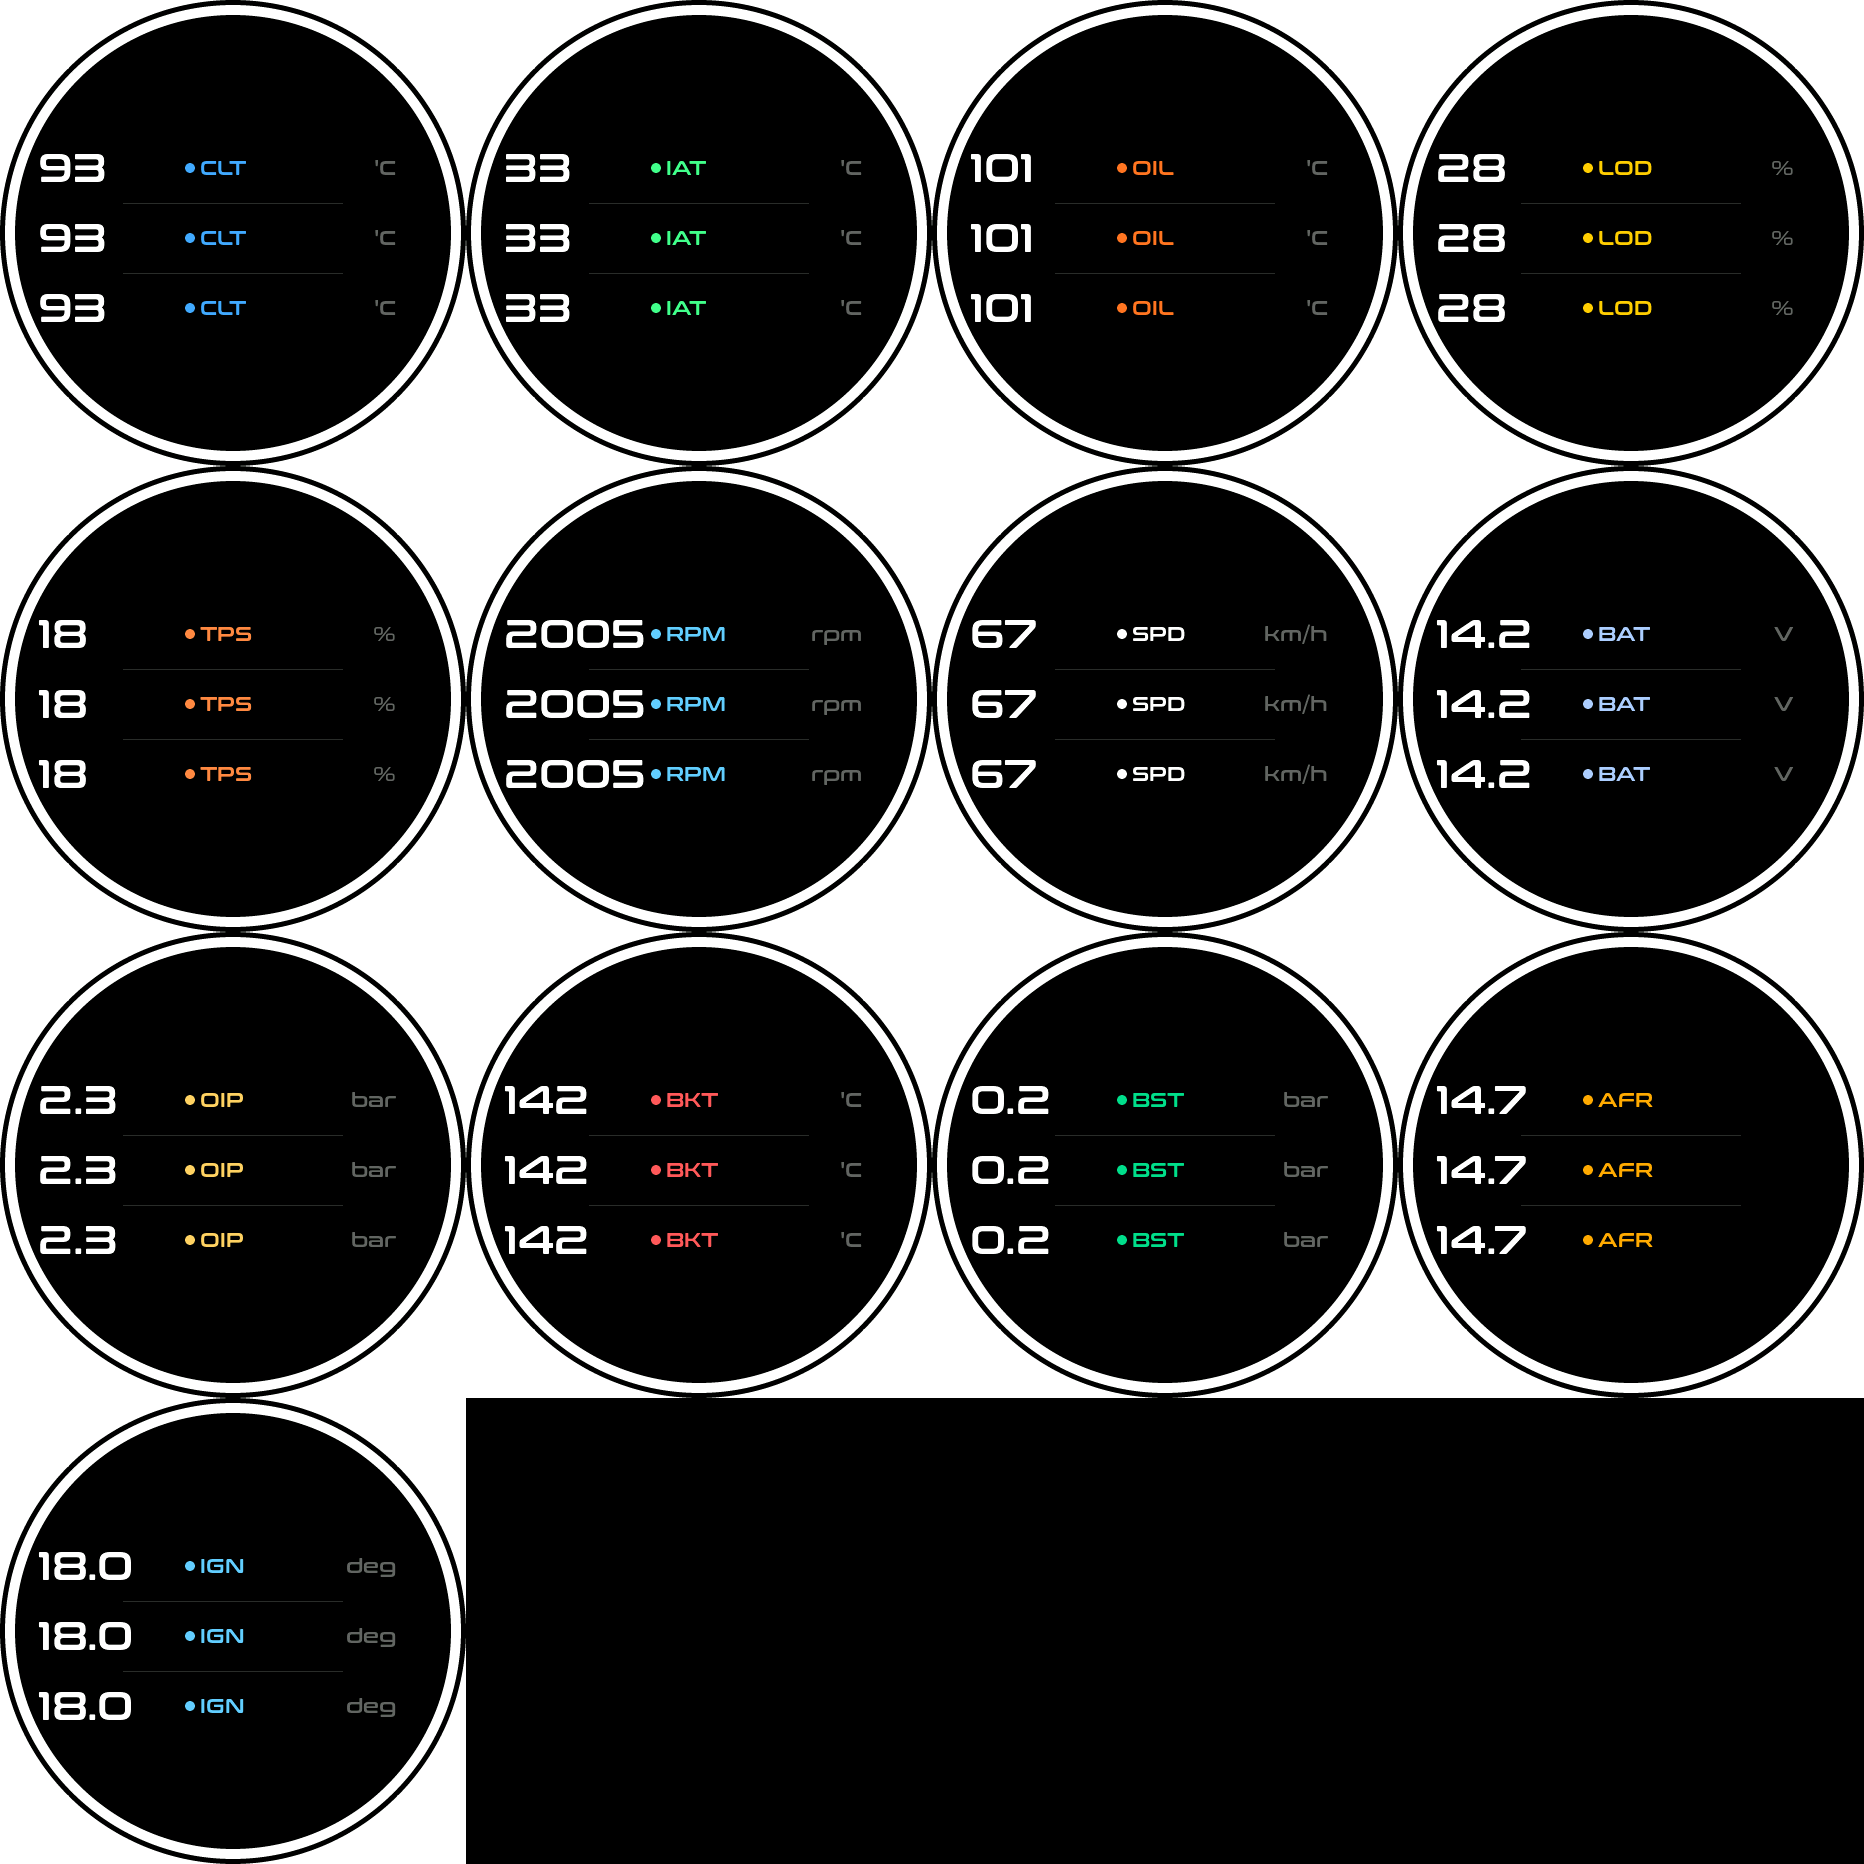 93 CLT 'C
93 CLT 'C
93 CLT 'C
33 IAT 'C
33 IAT 'C
33 IAT 'C
101 OIL 'C
101 OIL 'C
101 OIL 'C
28 LOD %
28 LOD %
28 LOD %
18 TPS %
18 TPS %
18 TPS %
2005 RPM rpm
2005 RPM rpm
2005 RPM rpm
67 SPD km/h
67 SPD km/h
67 SPD km/h
14.2 BAT V
14.2 BAT V
14.2 BAT V
2.3 OIP bar
2.3 OIP bar
2.3 OIP bar
142 BKT 'C
142 BKT 'C
142 BKT 'C
0.2 BST bar
0.2 BST bar
0.2 BST bar
14.7 AFR
14.7 AFR
14.7 AFR
18.0 IGN deg
18.0 IGN deg
18.0 IGN deg